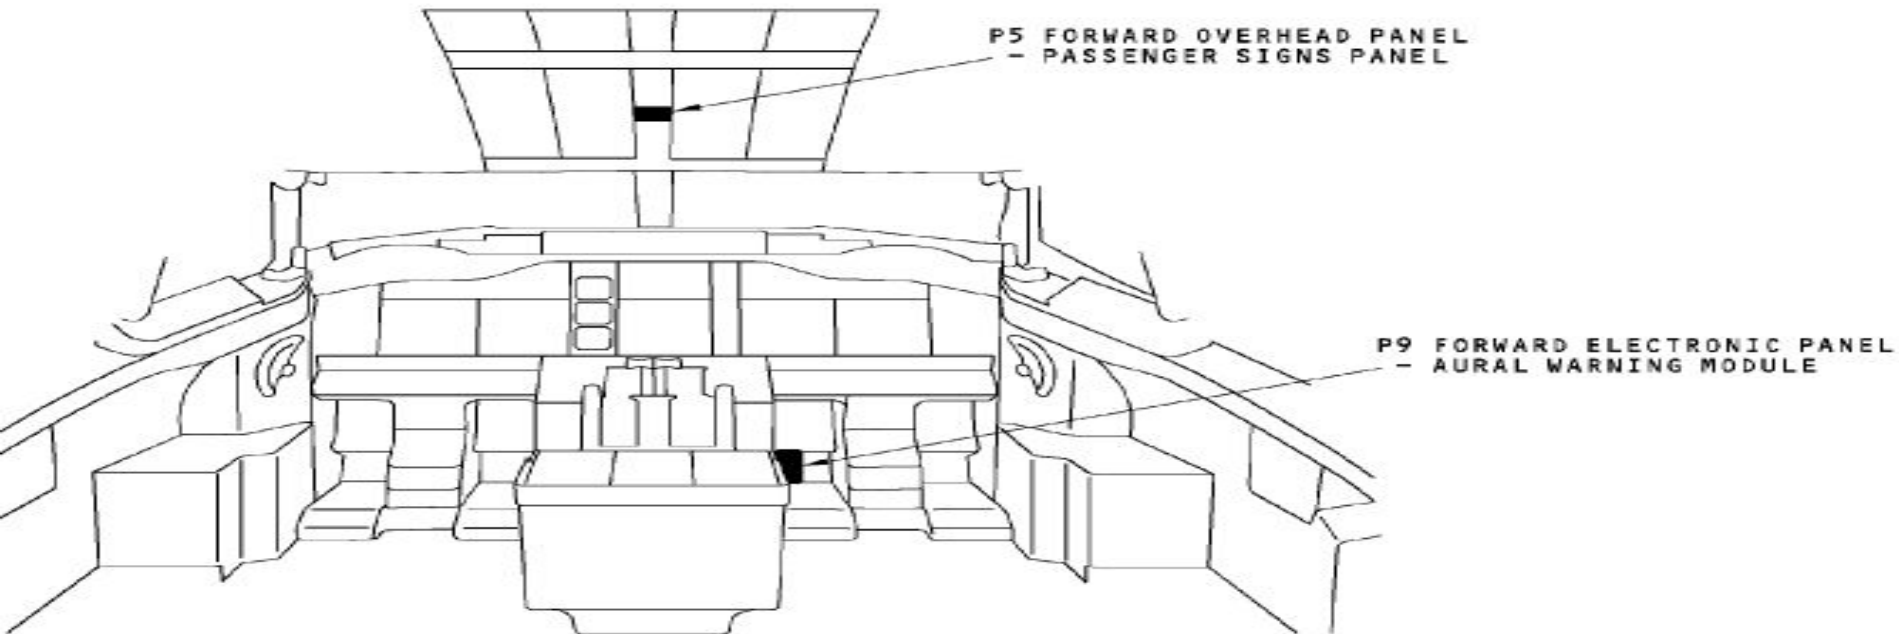 P5 FORWARD OVERHEAD PANEL
- PASSENGER SIGNS PANEL
P9 FORWARD ELECTRONIC PANEL
- AURAL WARNING MODULE